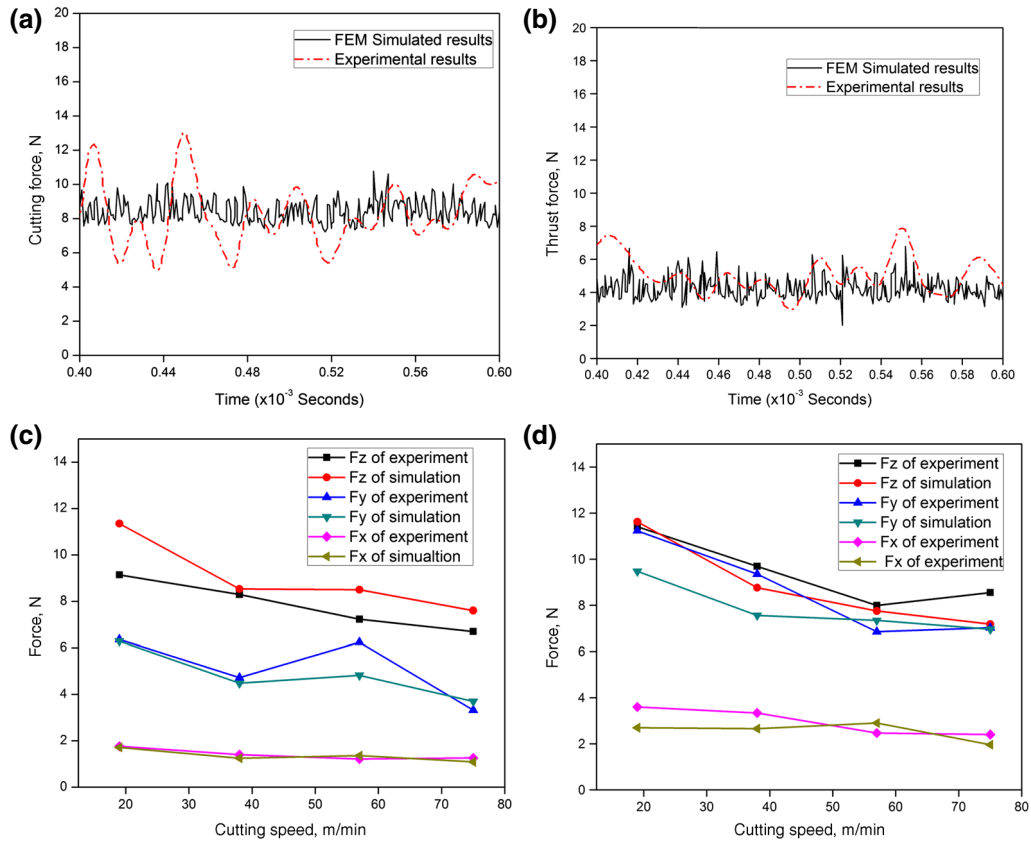 (a)
20
18
16
14
12
10
8
6
4
2
0
Cutting force, N
FEM Simulated results
Experimental results
0.40 0.44 0.48 0.52 0.56 0.60
Time (x10⁻³ Seconds)
(b)
20
18
16
14
12
10
8
6
4
2
0
Thrust force, N
FEM Simulated results
Experimental results
0.40 0.42 0.44 0.46 0.48 0.50 0.52 0.54 0.56 0.58 0.60
Time (x10⁻³ Seconds)
(c)
14
12
10
8
6
4
2
0
Force, N
Fz of experiment
Fz of simulation
Fy of experiment
Fy of simulation
Fx of experiment
Fx of simualtion
20 30 40 50 60 70 80
Cutting speed, m/min
(d)
14
12
10
8
6
4
2
0
Force, N
Fz of experiment
Fz of simulation
Fy of experiment
Fy of simulation
Fx of experiment
Fx of experiment
20 30 40 50 60 70 80
Cutting speed, m/min